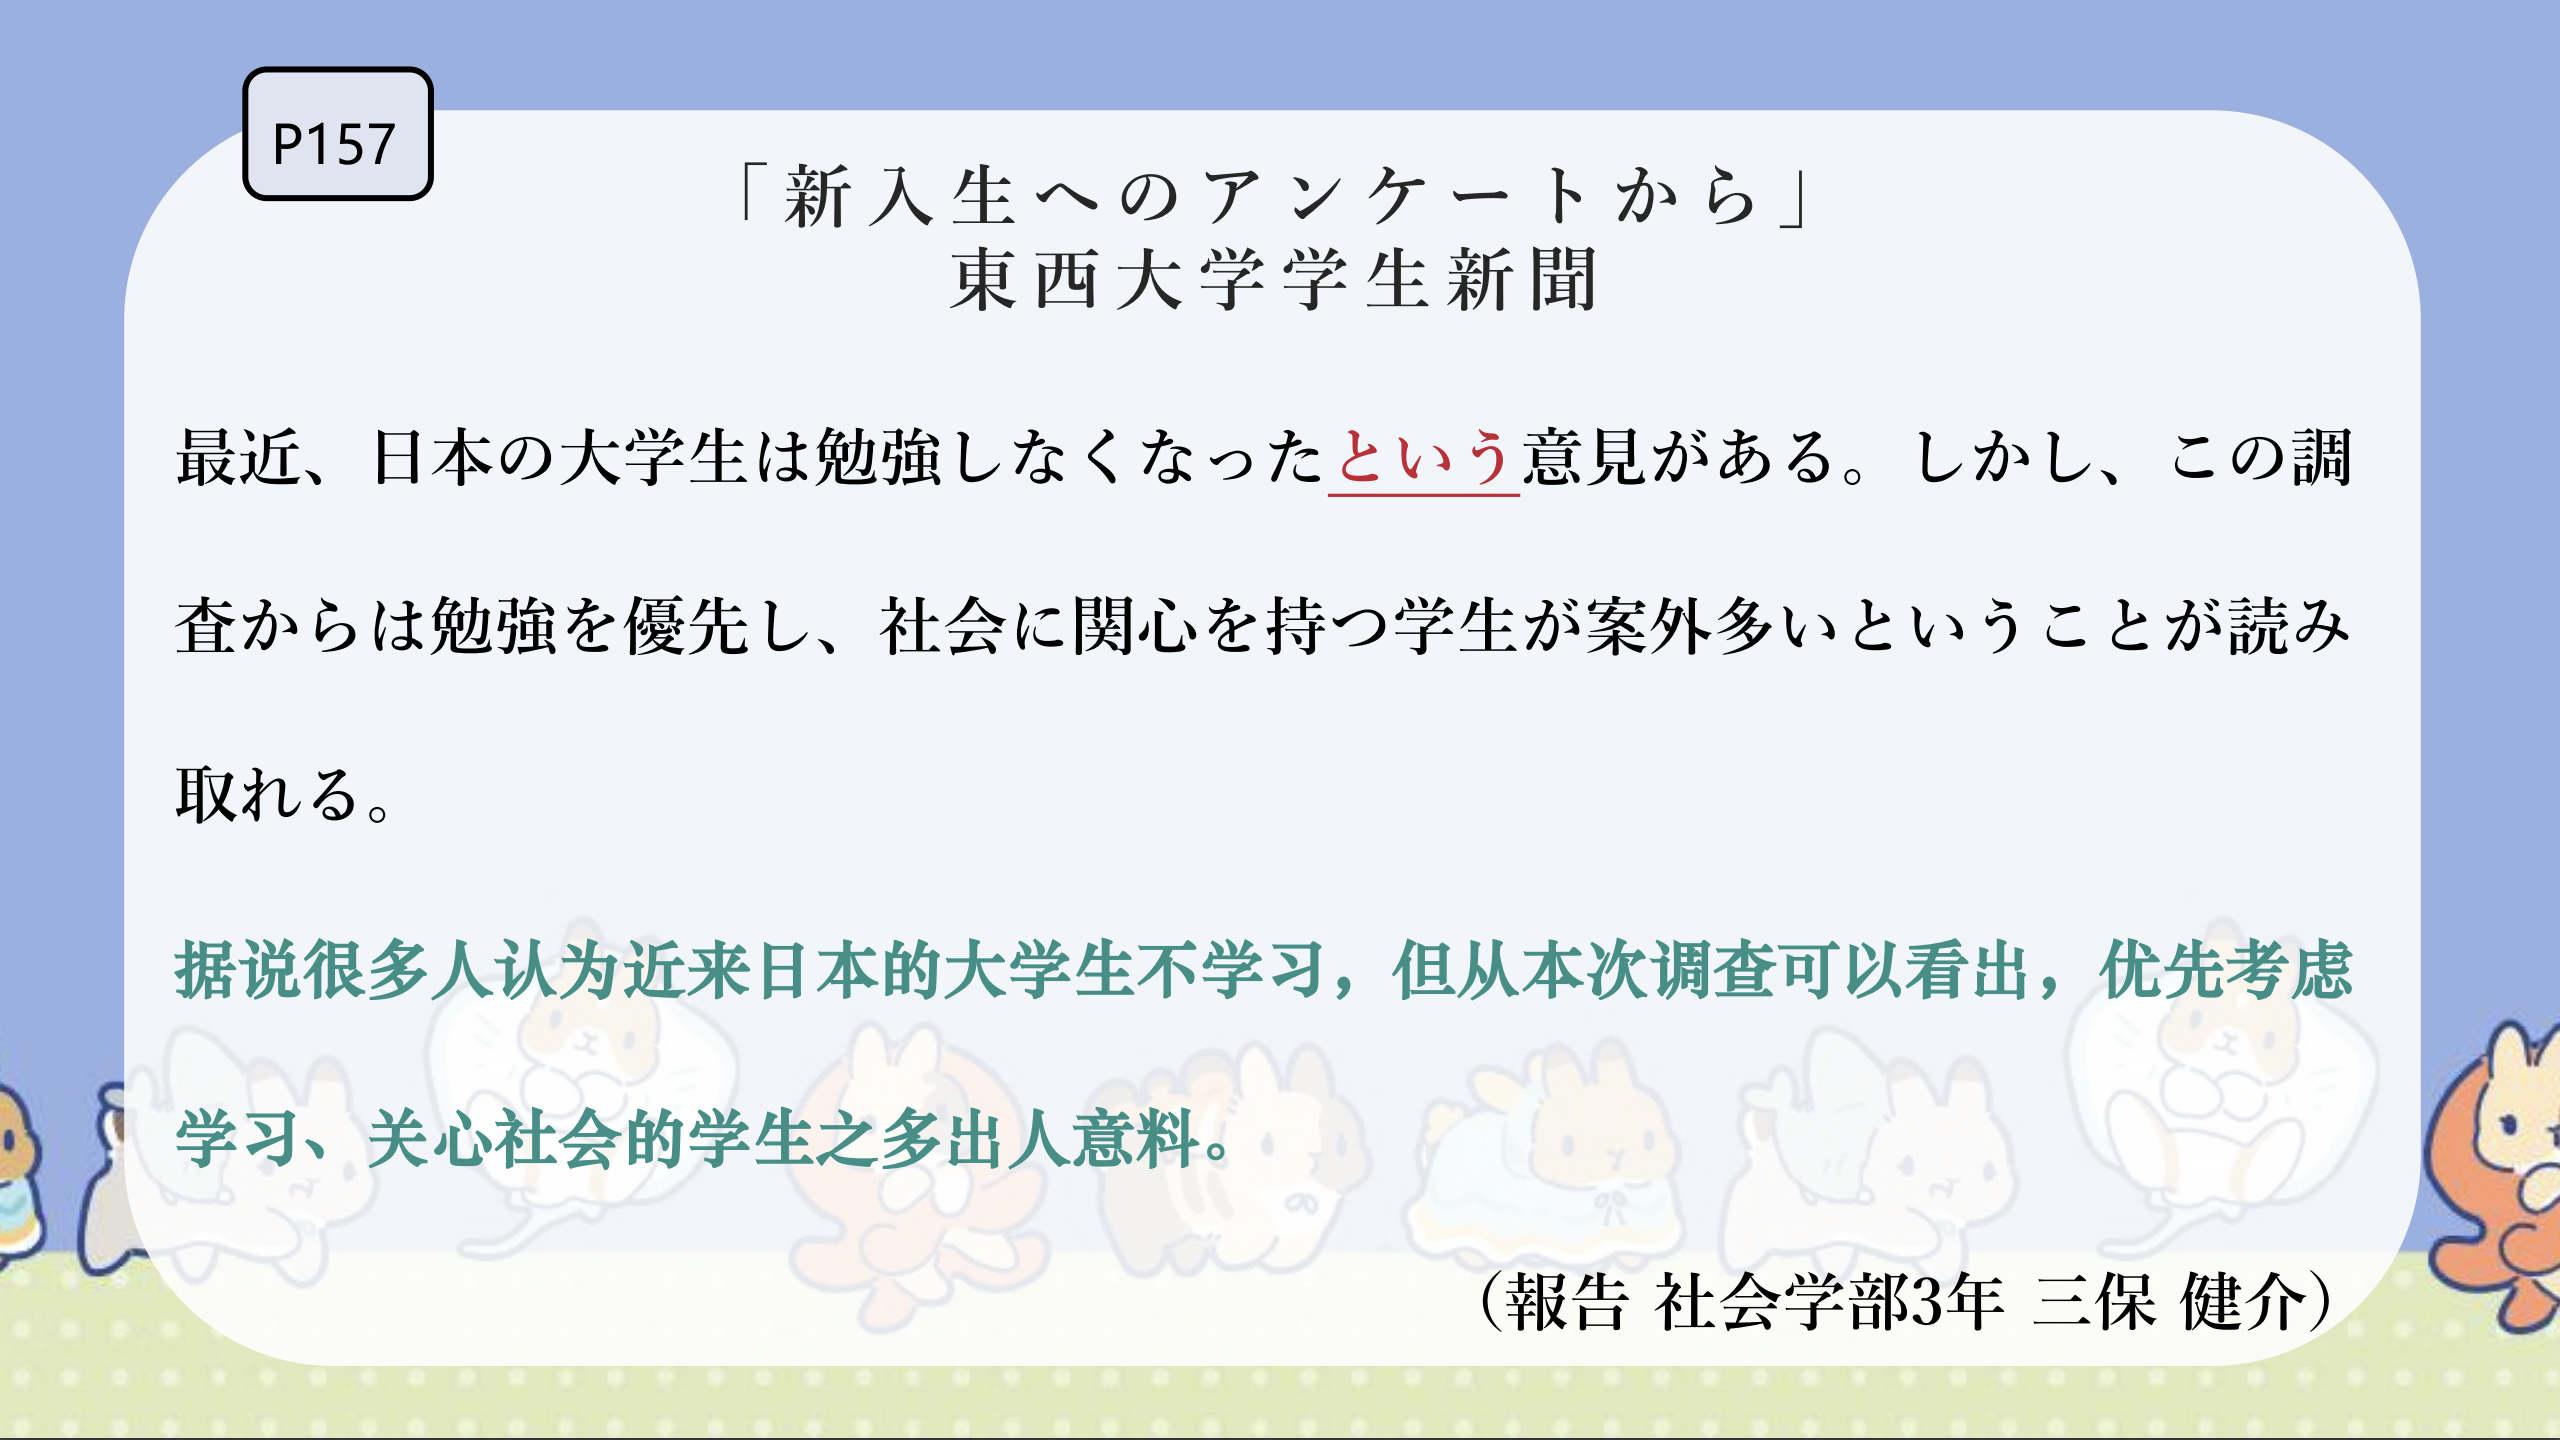 P157
「新入生へのアンケートから」
東西大学学生新聞
最近、日本の大学生は勉強しなくなったという意見がある。しかし、この調
査からは勉強を優先し、社会に関心を持つ学生が案外多いということが読み
取れる。
据说很多人认为近来日本的大学生不学习，但从本次调查可以看出，优先考虑
学习、关心社会的学生之多出人意料。
（報告 社会学部3年 三保 健介）